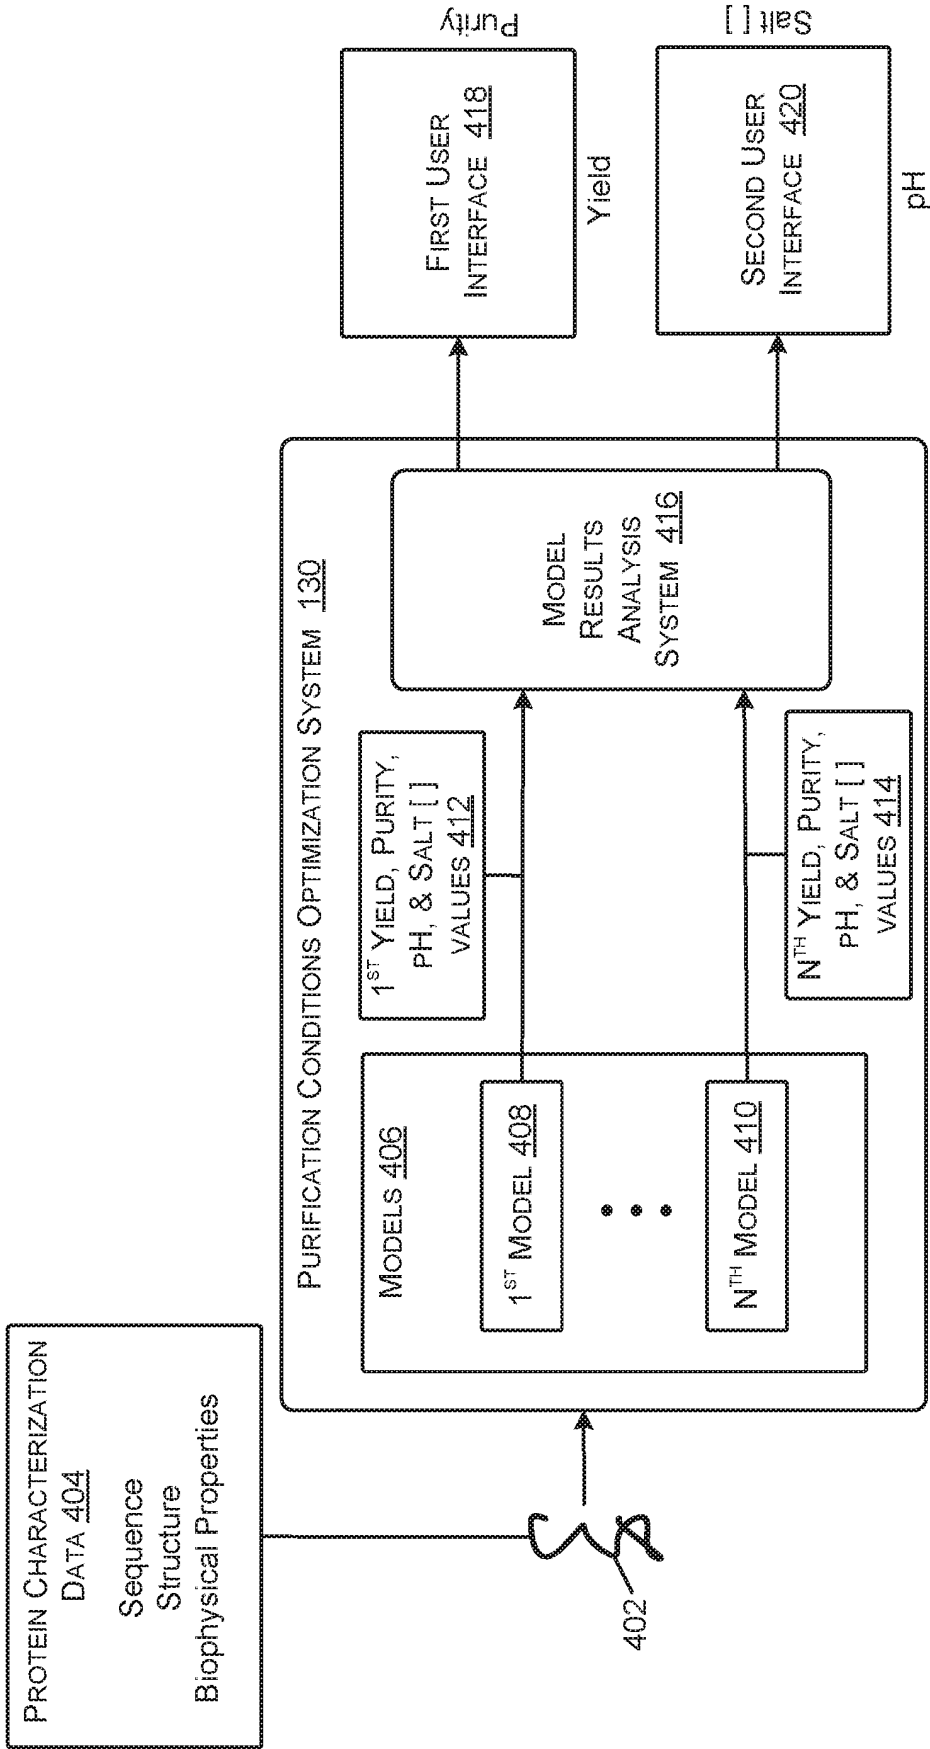 PROTEIN CHARACTERIZATION
DATA 404
Sequence
Structure
Biophysical Properties
402
PURIFICATION CONDITIONS OPTIMIZATION SYSTEM 130
MODELS 406
1ST MODEL 408
NTH MODEL 410
1ST YIELD, PURITY,
PH, & SALT [ ]
VALUES 412
NTH YIELD, PURITY,
PH, & SALT [ ]
VALUES 414
MODEL
RESULTS
ANALYSIS
SYSTEM 416
FIRST USER
INTERFACE 418
Yield
Purity
SECOND USER
INTERFACE 420
pH
Salt [ ]